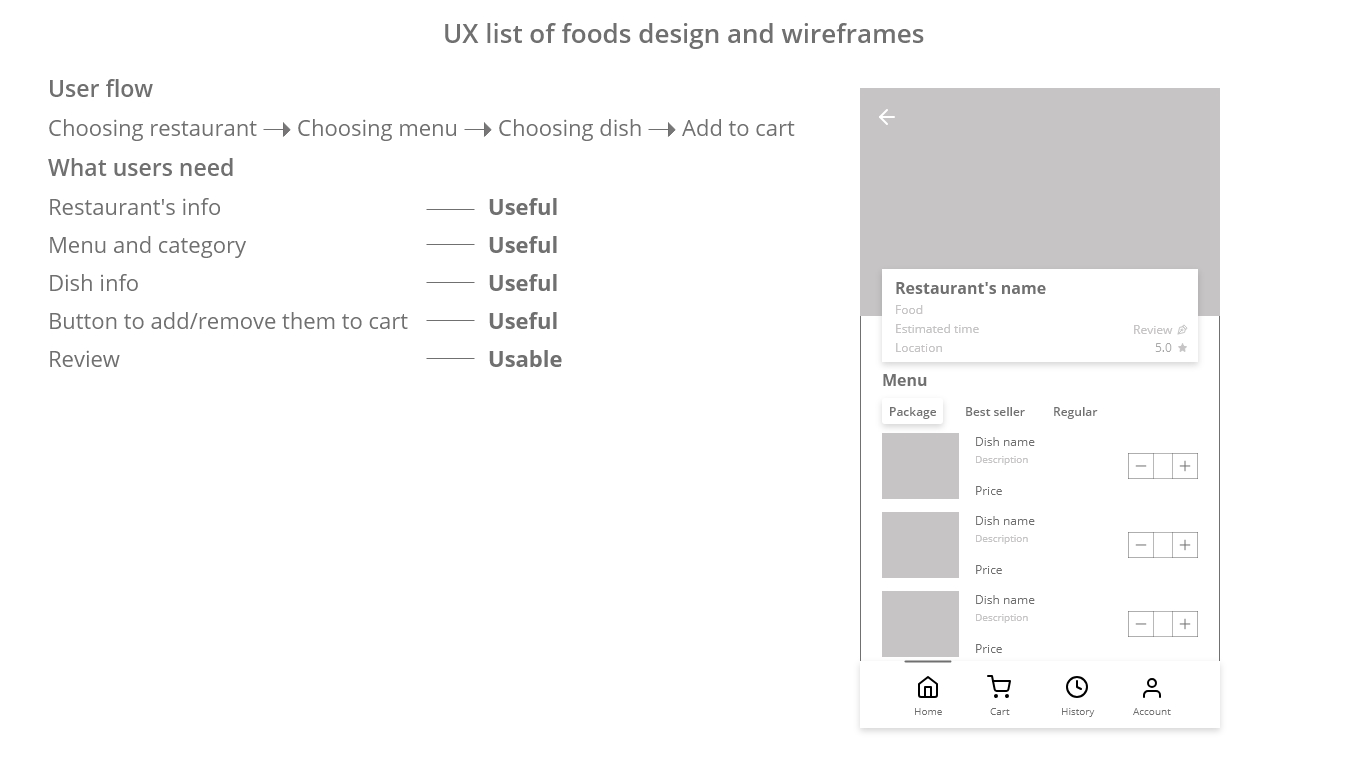 UX list of foods design and wireframes
User flow
Choosing restaurant Choosing menu Choosing dish Add to cart
What users need
Restaurant's info Useful
Menu and category Useful
Dish info Useful
Button to add/remove them to cart Useful
Review Usable
Restaurant's name
Food
Estimated time Review
Location 5.0
Menu
Package Best seller Regular
Dish name
Description
Price
Dish name
Description
Price
Dish name
Description
Price
Home Cart History Account